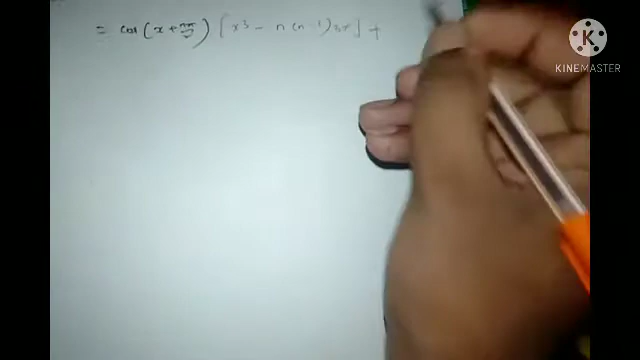 = cos (x + nπ/2) [x³ - n(n-1)3x] +
KINEMASTER